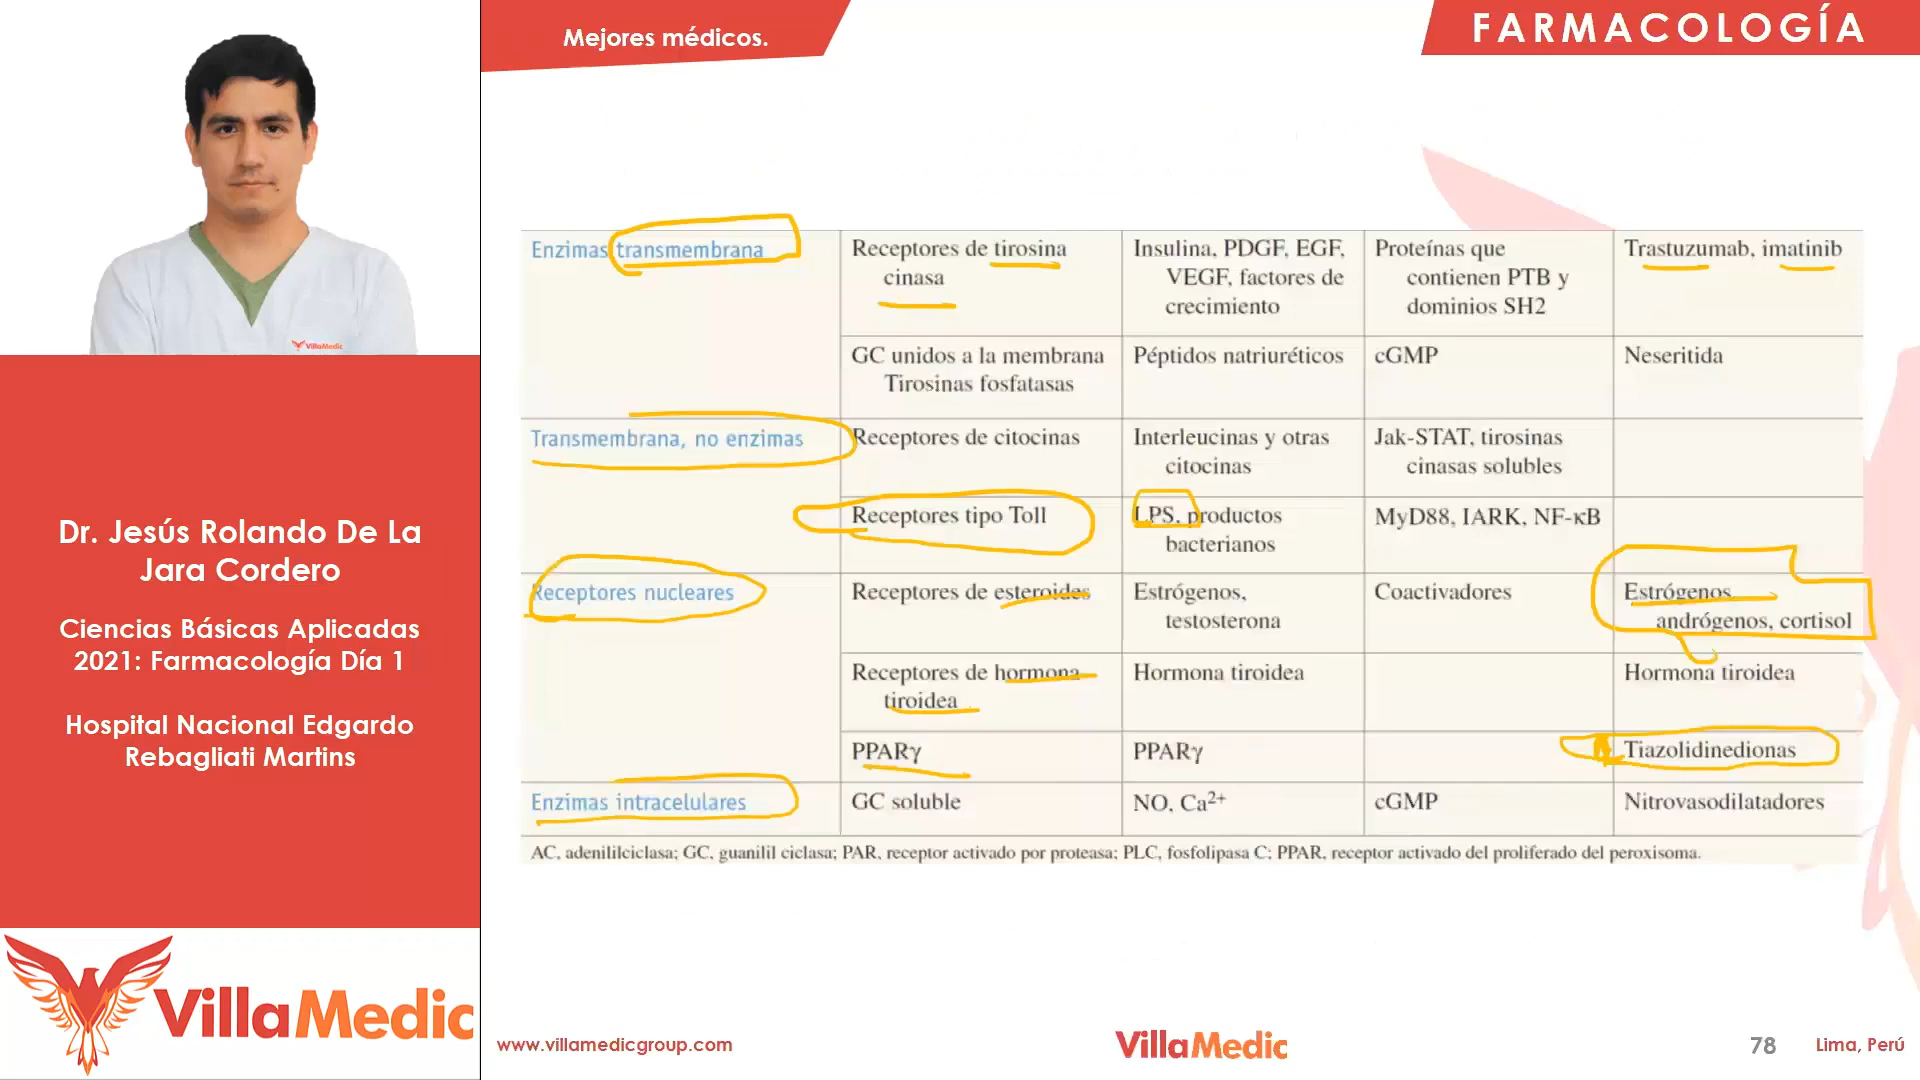 Mejores médicos.
FARMACOLOGÍA
VillaMedic
Dr. Jesús Rolando De La
Jara Cordero
Ciencias Básicas Aplicadas
2021: Farmacología Día 1
Hospital Nacional Edgardo
Rebagliati Martins
VillaMedic
Enzimas transmembrana
Receptores de tirosina
cinasa
Insulina, PDGF, EGF,
VEGF, factores de
crecimiento
Proteínas que
contienen PTB y
dominios SH2
Trastuzumab, imatinib
GC unidos a la membrana
Tirosinas fosfatasas
Péptidos natriuréticos
cGMP
Neseritida
Transmembrana, no enzimas
Receptores de citocinas
Interleucinas y otras
citocinas
Jak-STAT, tirosinas
cinasas solubles
Receptores tipo Toll
LPS, productos
bacterianos
MyD88, IARK, NF-κB
Receptores nucleares
Receptores de esteroides
Estrógenos,
testosterona
Coactivadores
Estrógenos
andrógenos, cortisol
Receptores de hormona
tiroidea
Hormona tiroidea
Hormona tiroidea
PPARγ
PPARγ
Tiazolidinedionas
Enzimas intracelulares
GC soluble
NO, Ca²⁺
cGMP
Nitrovasodilatadores
AC, adenililciclasa; GC, guanilil ciclasa; PAR, receptor activado por proteasa; PLC, fosfolipasa C; PPAR, receptor activado del proliferado del peroxisoma.
www.villamedicgroup.com
VillaMedic
78
Lima, Perú